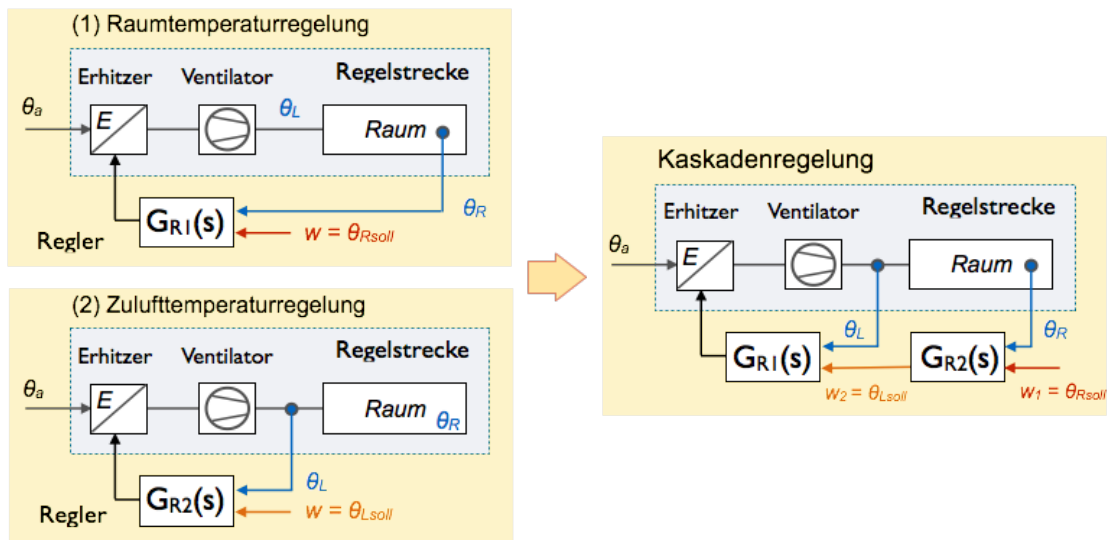 (1) Raumtemperaturregelung
Regelstrecke
Erhitzer
Ventilator
θa
E
θL
Raum
θR
GR1(s)
w = θRsoll
Regler
(2) Zulufttemperaturregelung
Regelstrecke
Erhitzer
Ventilator
θa
E
Raum
θR
θL
GR2(s)
w = θLsoll
Regler
Kaskadenregelung
Regelstrecke
Erhitzer
Ventilator
θa
E
Raum
θL
θR
GR1(s)
GR2(s)
w2 = θLsoll
w1 = θRsoll